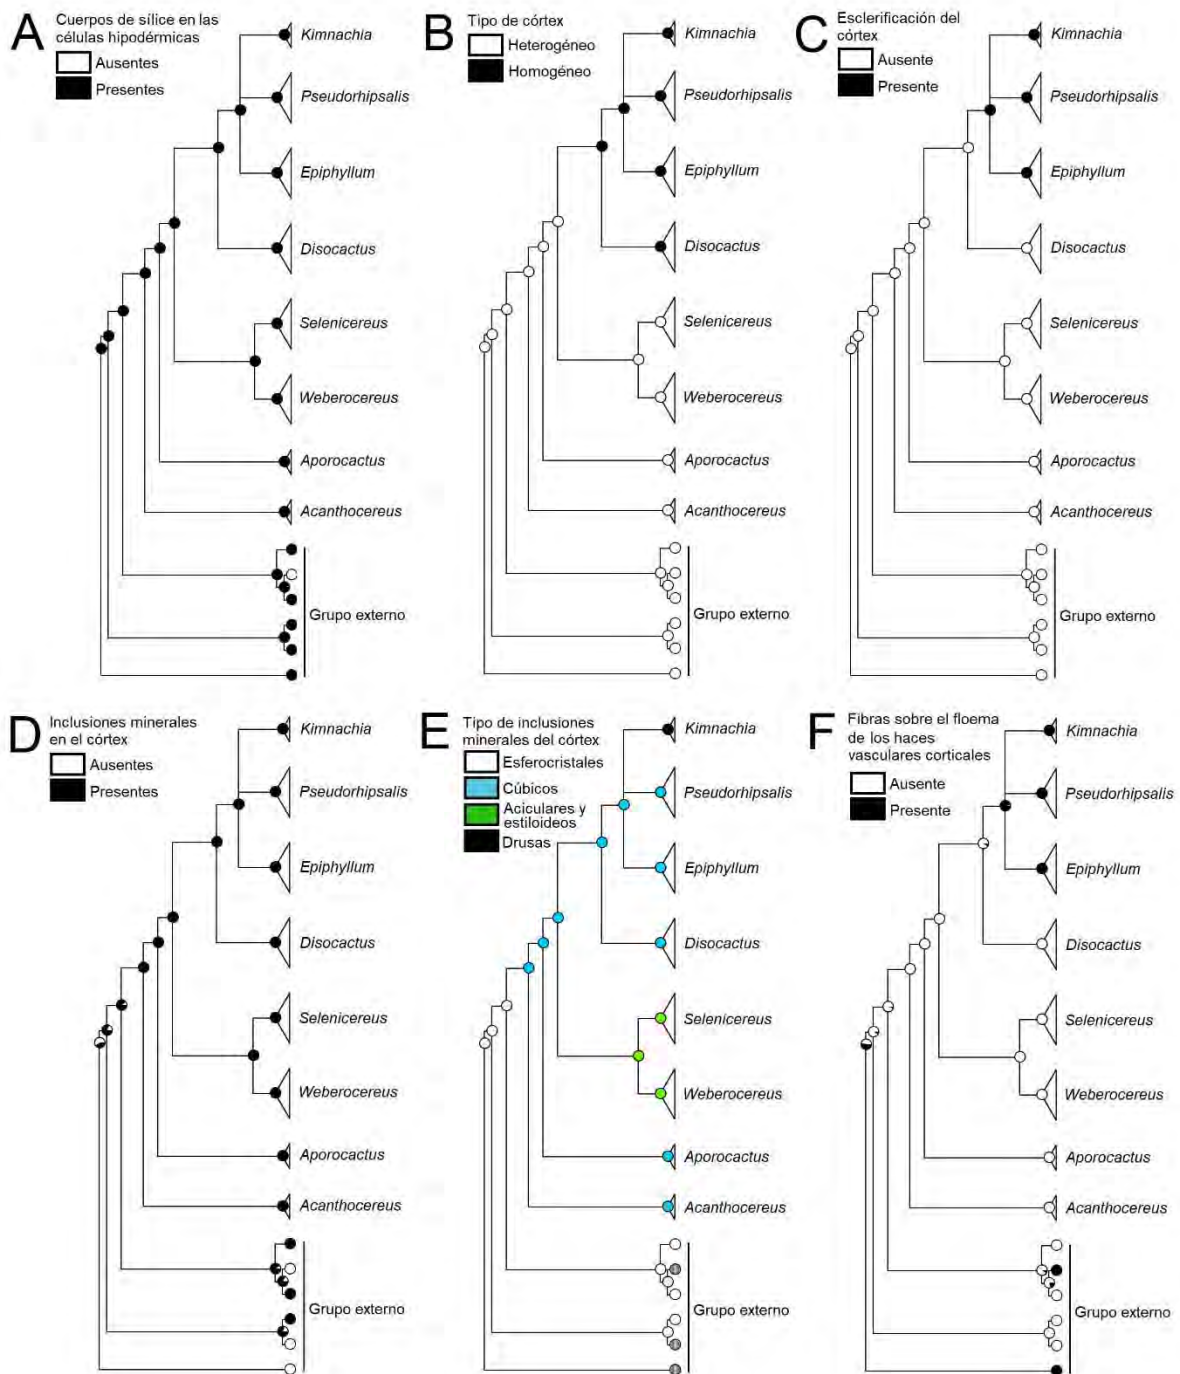 A
Cuerpos de sílice en las
células hipodérmicas
Ausentes
Presentes
Kimnachia
Pseudorhipsalis
Epiphyllum
Disocactus
Selenicereus
Weberocereus
Aporocactus
Acanthocereus
Grupo externo
B
Tipo de córtex
Heterogéneo
Homogéneo
Kimnachia
Pseudorhipsalis
Epiphyllum
Disocactus
Selenicereus
Weberocereus
Aporocactus
Acanthocereus
Grupo externo
C
Esclerificación del
córtex
Ausente
Presente
Kimnachia
Pseudorhipsalis
Epiphyllum
Disocactus
Selenicereus
Weberocereus
Aporocactus
Acanthocereus
Grupo externo
D
Inclusiones minerales
en el córtex
Ausentes
Presentes
Kimnachia
Pseudorhipsalis
Epiphyllum
Disocactus
Selenicereus
Weberocereus
Aporocactus
Acanthocereus
Grupo externo
E
Tipo de inclusiones
minerales del córtex
Esferocristales
Cúbicos
Aciculares y
estiloideos
Drusas
Kimnachia
Pseudorhipsalis
Epiphyllum
Disocactus
Selenicereus
Weberocereus
Aporocactus
Acanthocereus
Grupo externo
F
Fibras sobre el floema
de los haces
vasculares corticales
Ausente
Presente
Kimnachia
Pseudorhipsalis
Epiphyllum
Disocactus
Selenicereus
Weberocereus
Aporocactus
Acanthocereus
Grupo externo